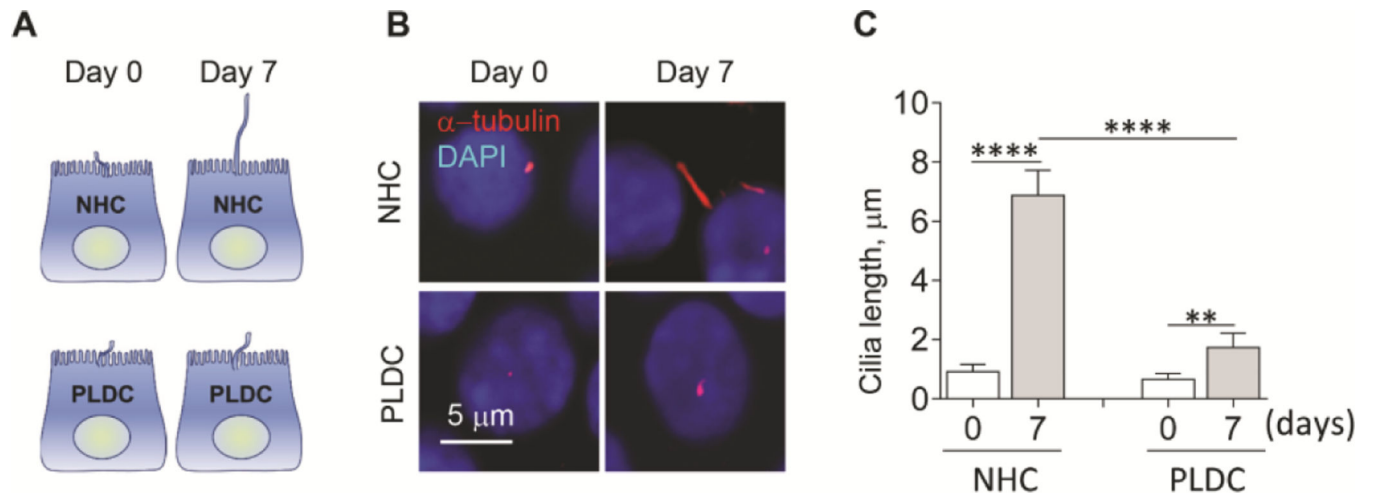 A
Day 0 Day 7
NHC NHC
PLDC PLDC
B
Day 0 Day 7
NHC
α–tubulin
DAPI
PLDC
5 μm
C
Cilia length, μm
10
8
6
4
2
0
****
****
**
0 7 0 7 (days)
NHC PLDC